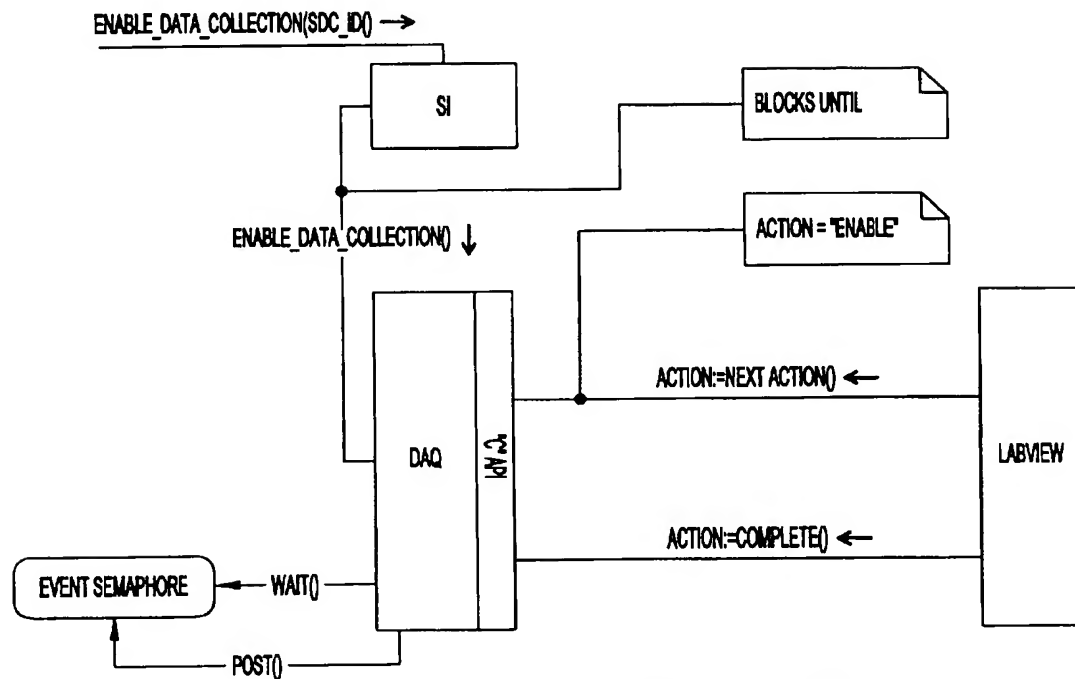 ENABLE_DATA_COLLECTION(SDC_ID()
SI
BLOCKS UNTIL
ENABLE_DATA_COLLECTION()
ACTION = "ENABLE"
ACTION:=NEXT ACTION()
DAQ
"C" API
LABVIEW
ACTION:=COMPLETE()
EVENT SEMAPHORE
WAIT()
POST()